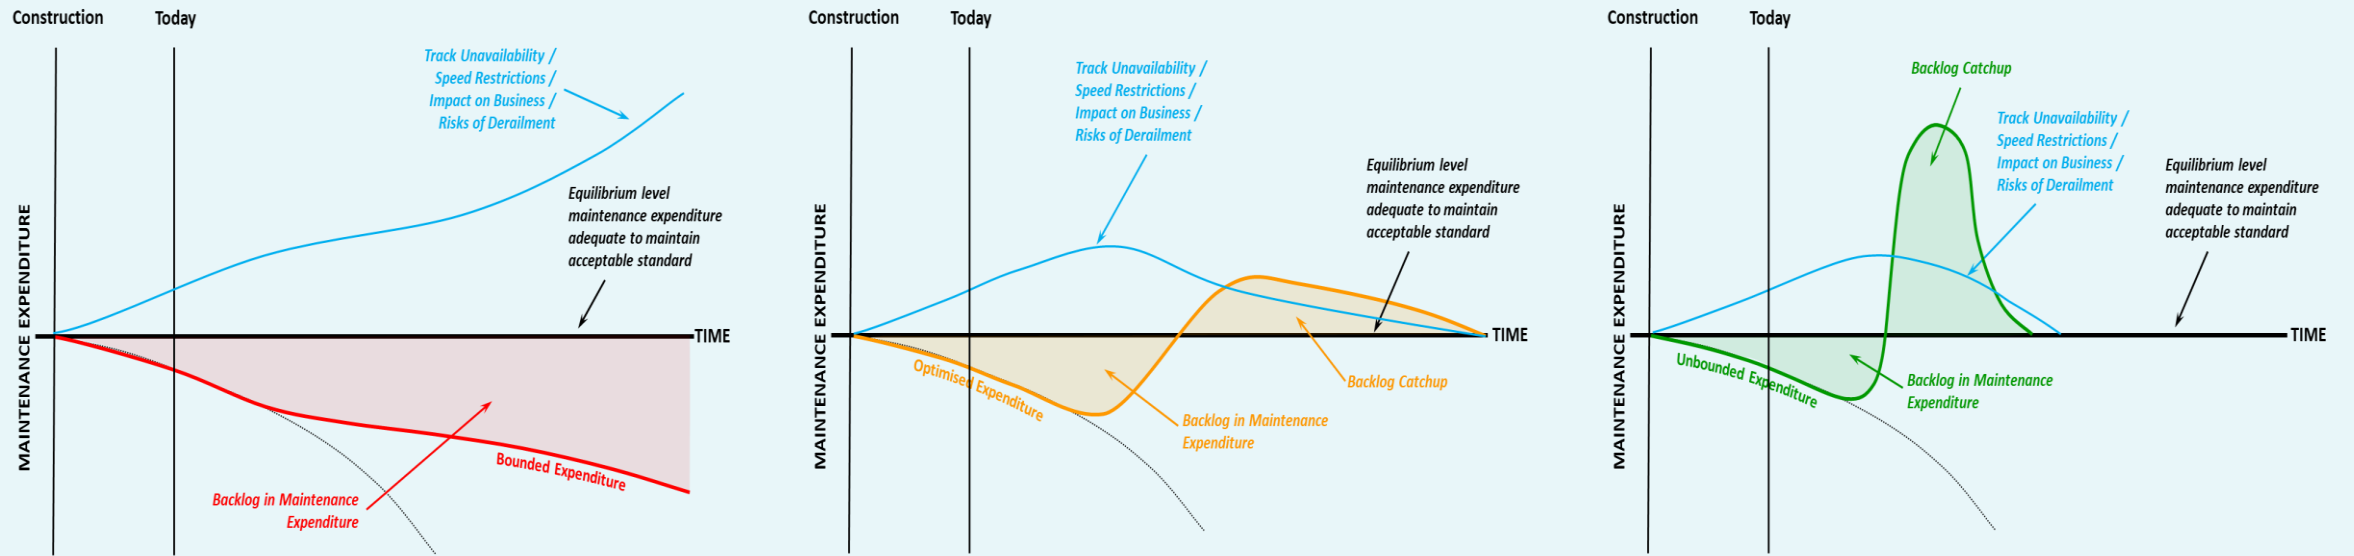 Construction
Today
Track Unavailability /
Speed Restrictions /
Impact on Business /
Risks of Derailment
Equilibrium level
maintenance expenditure
adequate to maintain
acceptable standard
MAINTENANCE EXPENDITURE
TIME
Bounded Expenditure
Backlog in Maintenance
Expenditure
Construction
Today
Track Unavailability /
Speed Restrictions /
Impact on Business /
Risks of Derailment
Equilibrium level
maintenance expenditure
adequate to maintain
acceptable standard
MAINTENANCE EXPENDITURE
TIME
Optimised Expenditure
Backlog Catchup
Backlog in Maintenance
Expenditure
Construction
Today
Backlog Catchup
Track Unavailability /
Speed Restrictions /
Impact on Business /
Risks of Derailment
Equilibrium level
maintenance expenditure
adequate to maintain
acceptable standard
MAINTENANCE EXPENDITURE
TIME
Unbounded Expenditure
Backlog in Maintenance
Expenditure